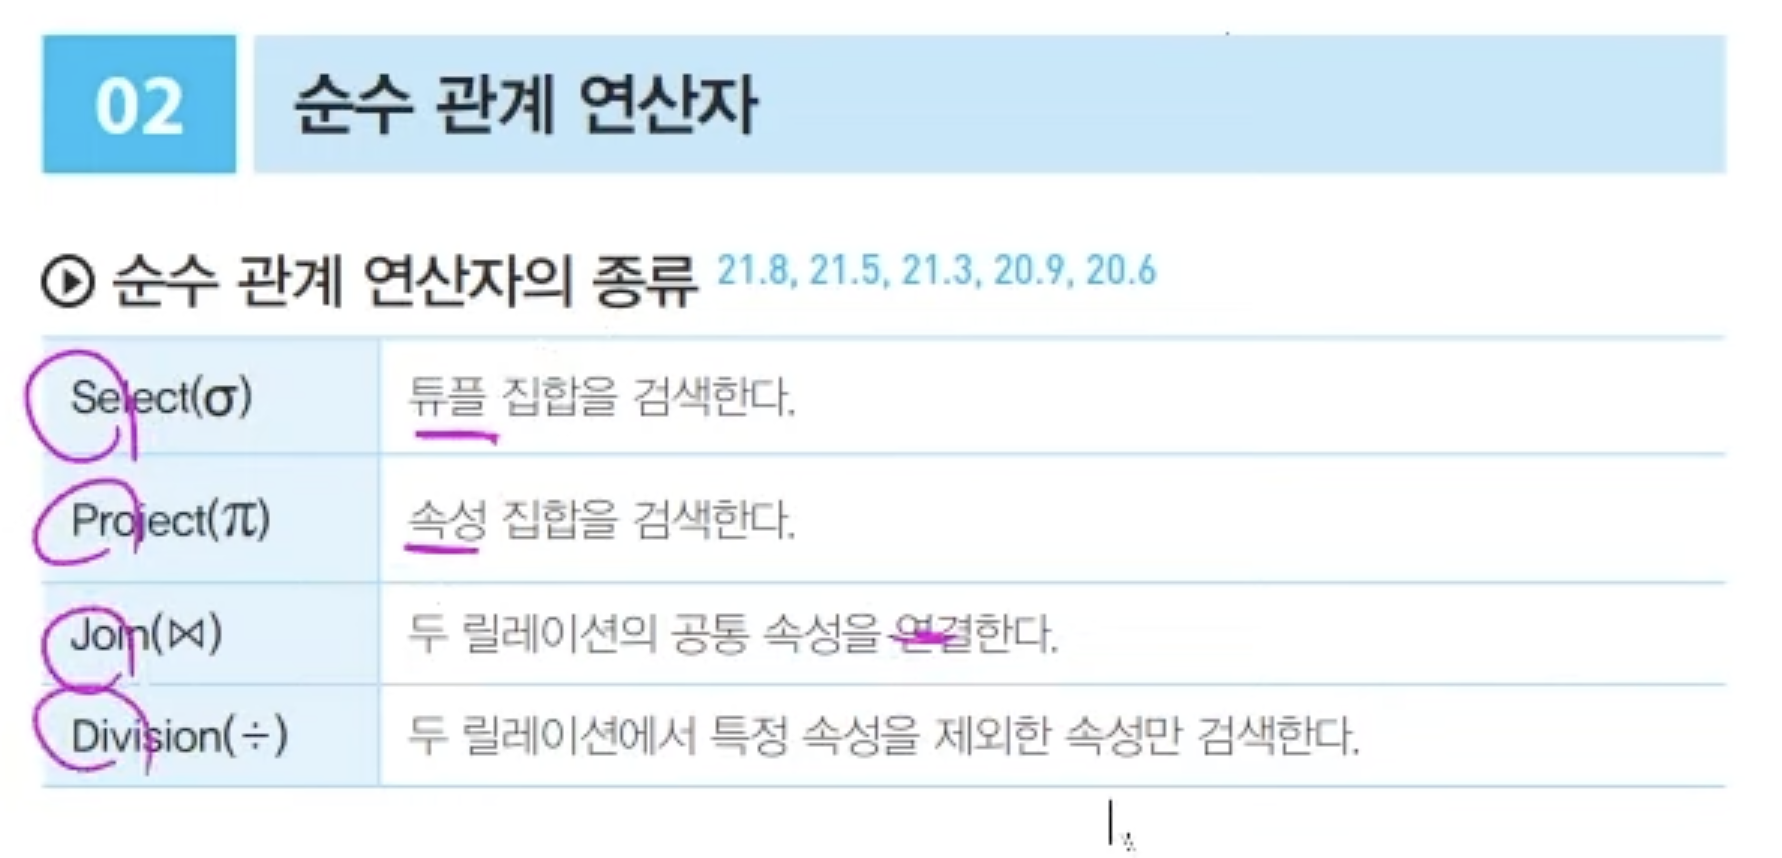 02 순수 관계 연산자
순수 관계 연산자의 종류 21.8, 21.5, 21.3, 20.9, 20.6
Select(σ) 튜플 집합을 검색한다.
Project(π) 속성 집합을 검색한다.
Join(⋈) 두 릴레이션의 공통 속성을 연결한다.
Division(÷) 두 릴레이션에서 특정 속성을 제외한 속성만 검색한다.